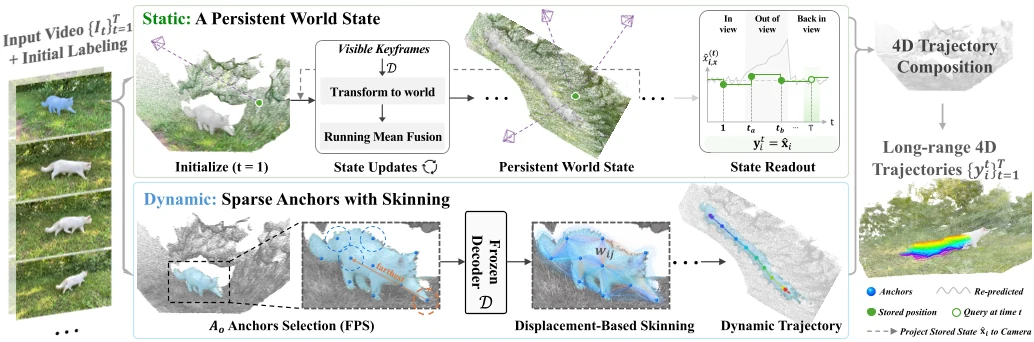 Input Video {I_t}_{t=1}^T
+ Initial Labeling
Static: A Persistent World State
Initialize (t = 1)
Visible Keyframes
𝒟
Transform to world
Running Mean Fusion
State Updates
Persistent World State
In view
Out of view
Back in view
x̂_{i,x}^{(t)}
1 t_a t_b ... T t
y_i^t = x̂_i
State Readout
Dynamic: Sparse Anchors with Skinning
farthest
A_o Anchors Selection (FPS)
Frozen
Decoder
𝒟
W_{ij}
Displacement-Based Skinning
Dynamic Trajectory
4D Trajectory
Composition
Long-range 4D
Trajectories {y_i^t}_{t=1}^T
Anchors
Re-predicted
Stored position
Query at time t
Project Stored State x̂_i to Camera